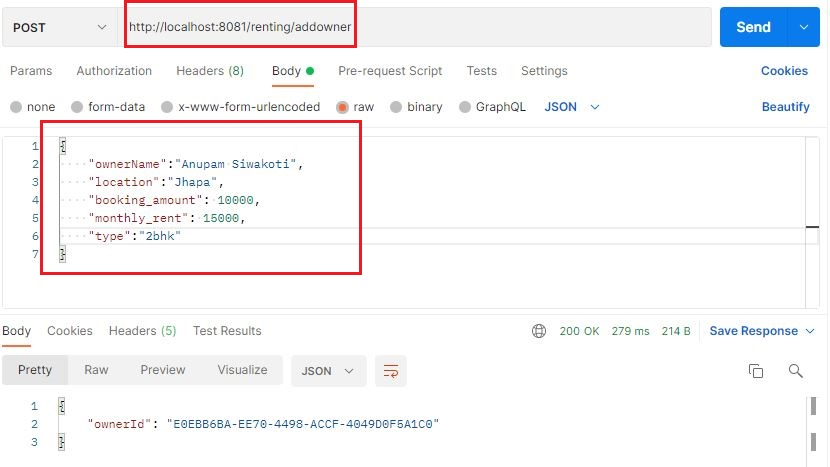 POST http://localhost:8081/renting/addowner Send
Params Authorization Headers (8) Body Pre-request Script Tests Settings Cookies
none form-data x-www-form-urlencoded raw binary GraphQL JSON Beautify
1 {
2 ····"ownerName":"Anupam·Siwakoti",
3 ····"location":"Jhapa",
4 ····"booking_amount":·10000,
5 ····"monthly_rent":·15000,
6 ····"type":"2bhk"
7 }
Body Cookies Headers (5) Test Results 200 OK 279 ms 214 B Save Response
Pretty Raw Preview Visualize JSON
1 {
2 "ownerId": "E0EBB6BA-EE70-4498-ACCF-4049D0F5A1C0"
3 }